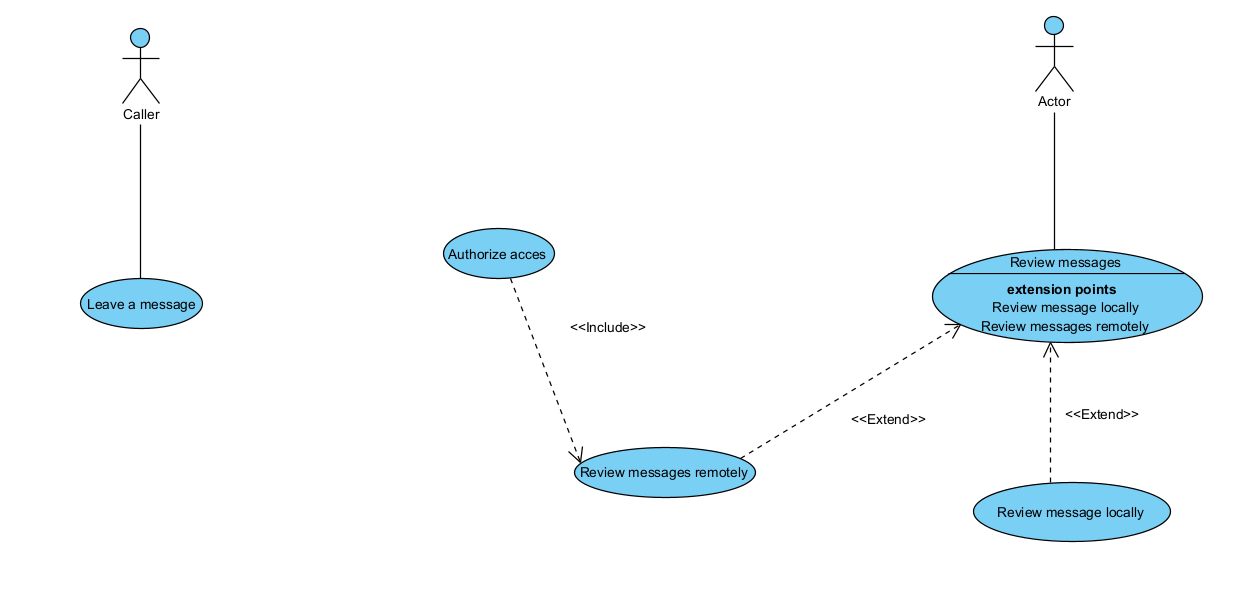 Caller
Actor
Leave a message
Authorize acces
<<Include>>
Review messages
extension points
Review message locally
Review messages remotely
<<Extend>>
<<Extend>>
Review messages remotely
Review message locally